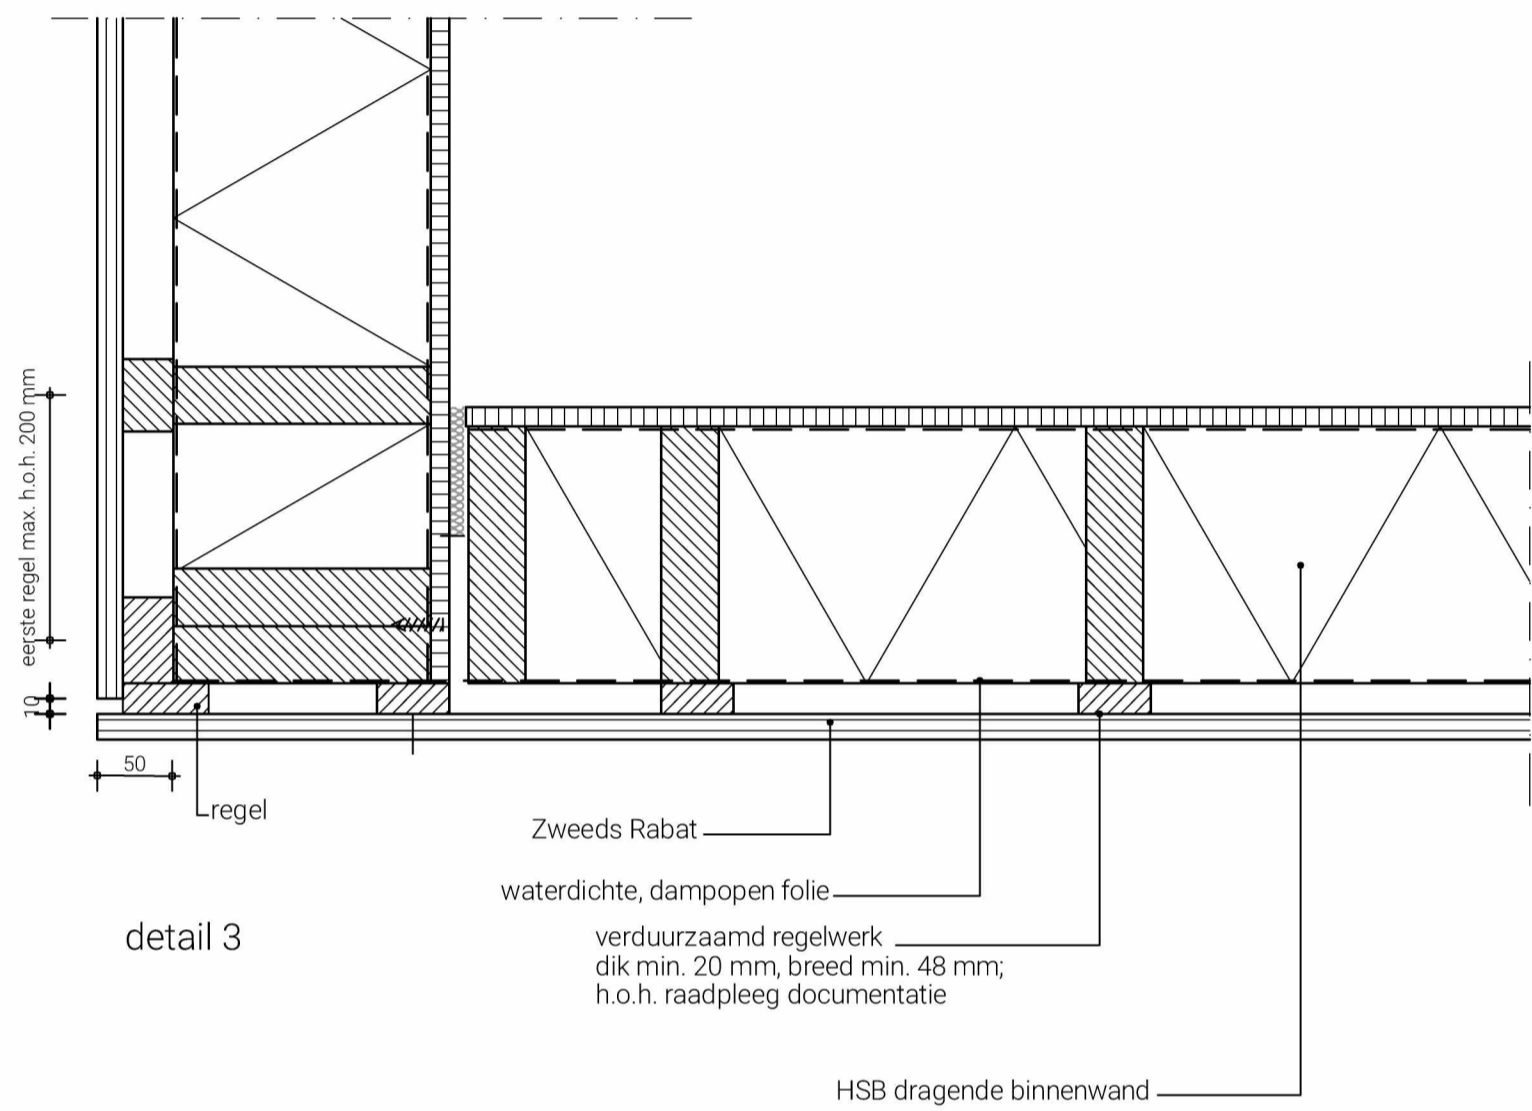 eerste regel max. h.o.h. 200 mm
10
50
regel
Zweeds Rabat
waterdichte, dampopen folie
detail 3
verduurzaamd regelwerk
dik min. 20 mm, breed min. 48 mm;
h.o.h. raadpleeg documentatie
HSB dragende binnenwand